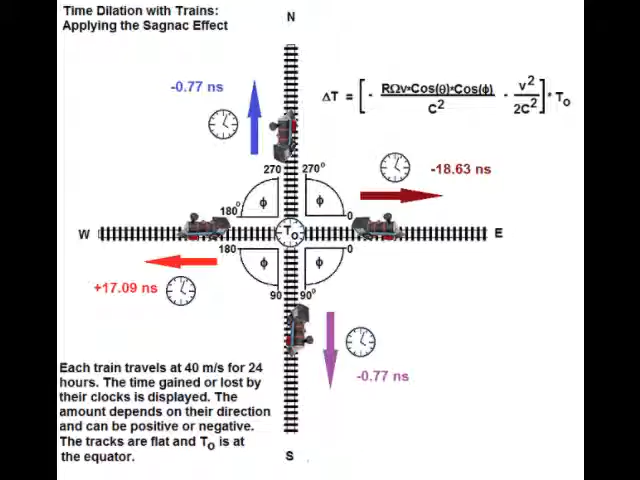 Time Dilation with Trains:
Applying the Sagnac Effect
N
-0.77 ns
ΔT = [ - RΩv*Cos(θ)*Cos(ϕ) / C² - v² / 2C² ] * To
-18.63 ns
270 270°
ϕ ϕ
180° 0
W To E
180 0
ϕ ϕ
90 90°
+17.09 ns
-0.77 ns
Each train travels at 40 m/s for 24
hours. The time gained or lost by
their clocks is displayed. The
amount depends on their direction
and can be positive or negative.
The tracks are flat and To is at
the equator.
S